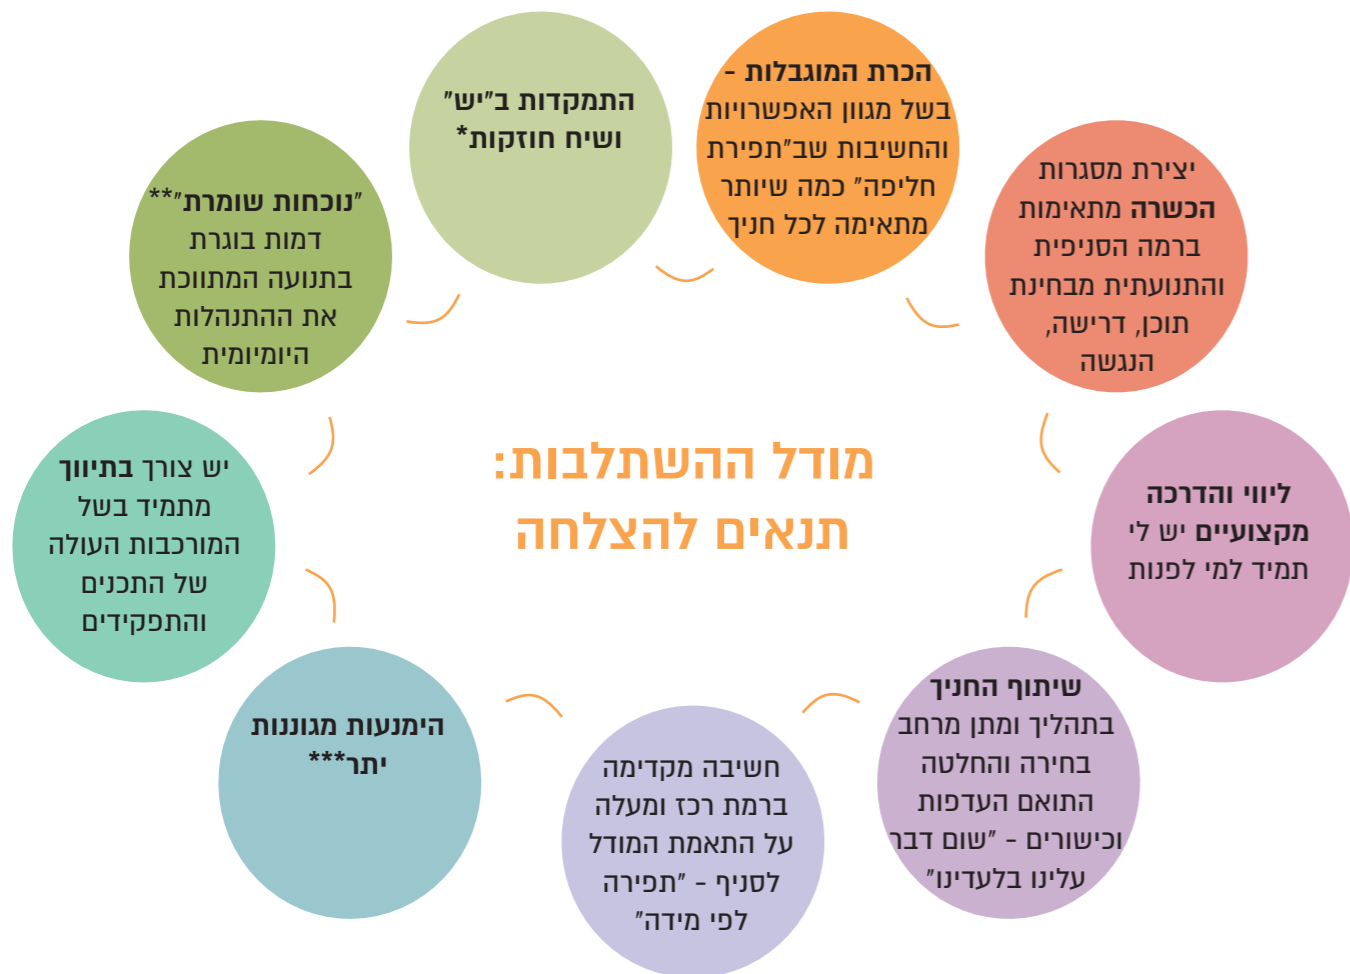 מודל ההשתלבות:
תנאים להצלחה
הכרת המוגבלות -
בשל מגוון האפשרויות
והחשיבות שב"תפירת
חליפה" כמה שיותר
מתאימה לכל חניך
יצירת מסגרות
הכשרה מתאימות
ברמה הסניפית
והתנועתית מבחינת
תוכן, דרישה,
הנגשה
ליווי והדרכה
מקצועיים יש לי
תמיד למי לפנות
שיתוף החניך
בתהליך ומתן מרחב
בחירה והחלטה
התואם העדפות
וכישורים - "שום דבר
עלינו בלעדינו"
חשיבה מקדימה
ברמת רכז ומעלה
על התאמת המודל
לסניף - "תפירה
לפי מידה"
הימנעות מגוננות
יתר***
יש צורך בתיווך
מתמיד בשל
המורכבות העולה
של התכנים
והתפקידים
"נוכחות שומרת"**
דמות בוגרת
בתנועה המתווכת
את ההתנהלות
היומיומית
התמקדות ב"יש"
ושיח חוזקות*